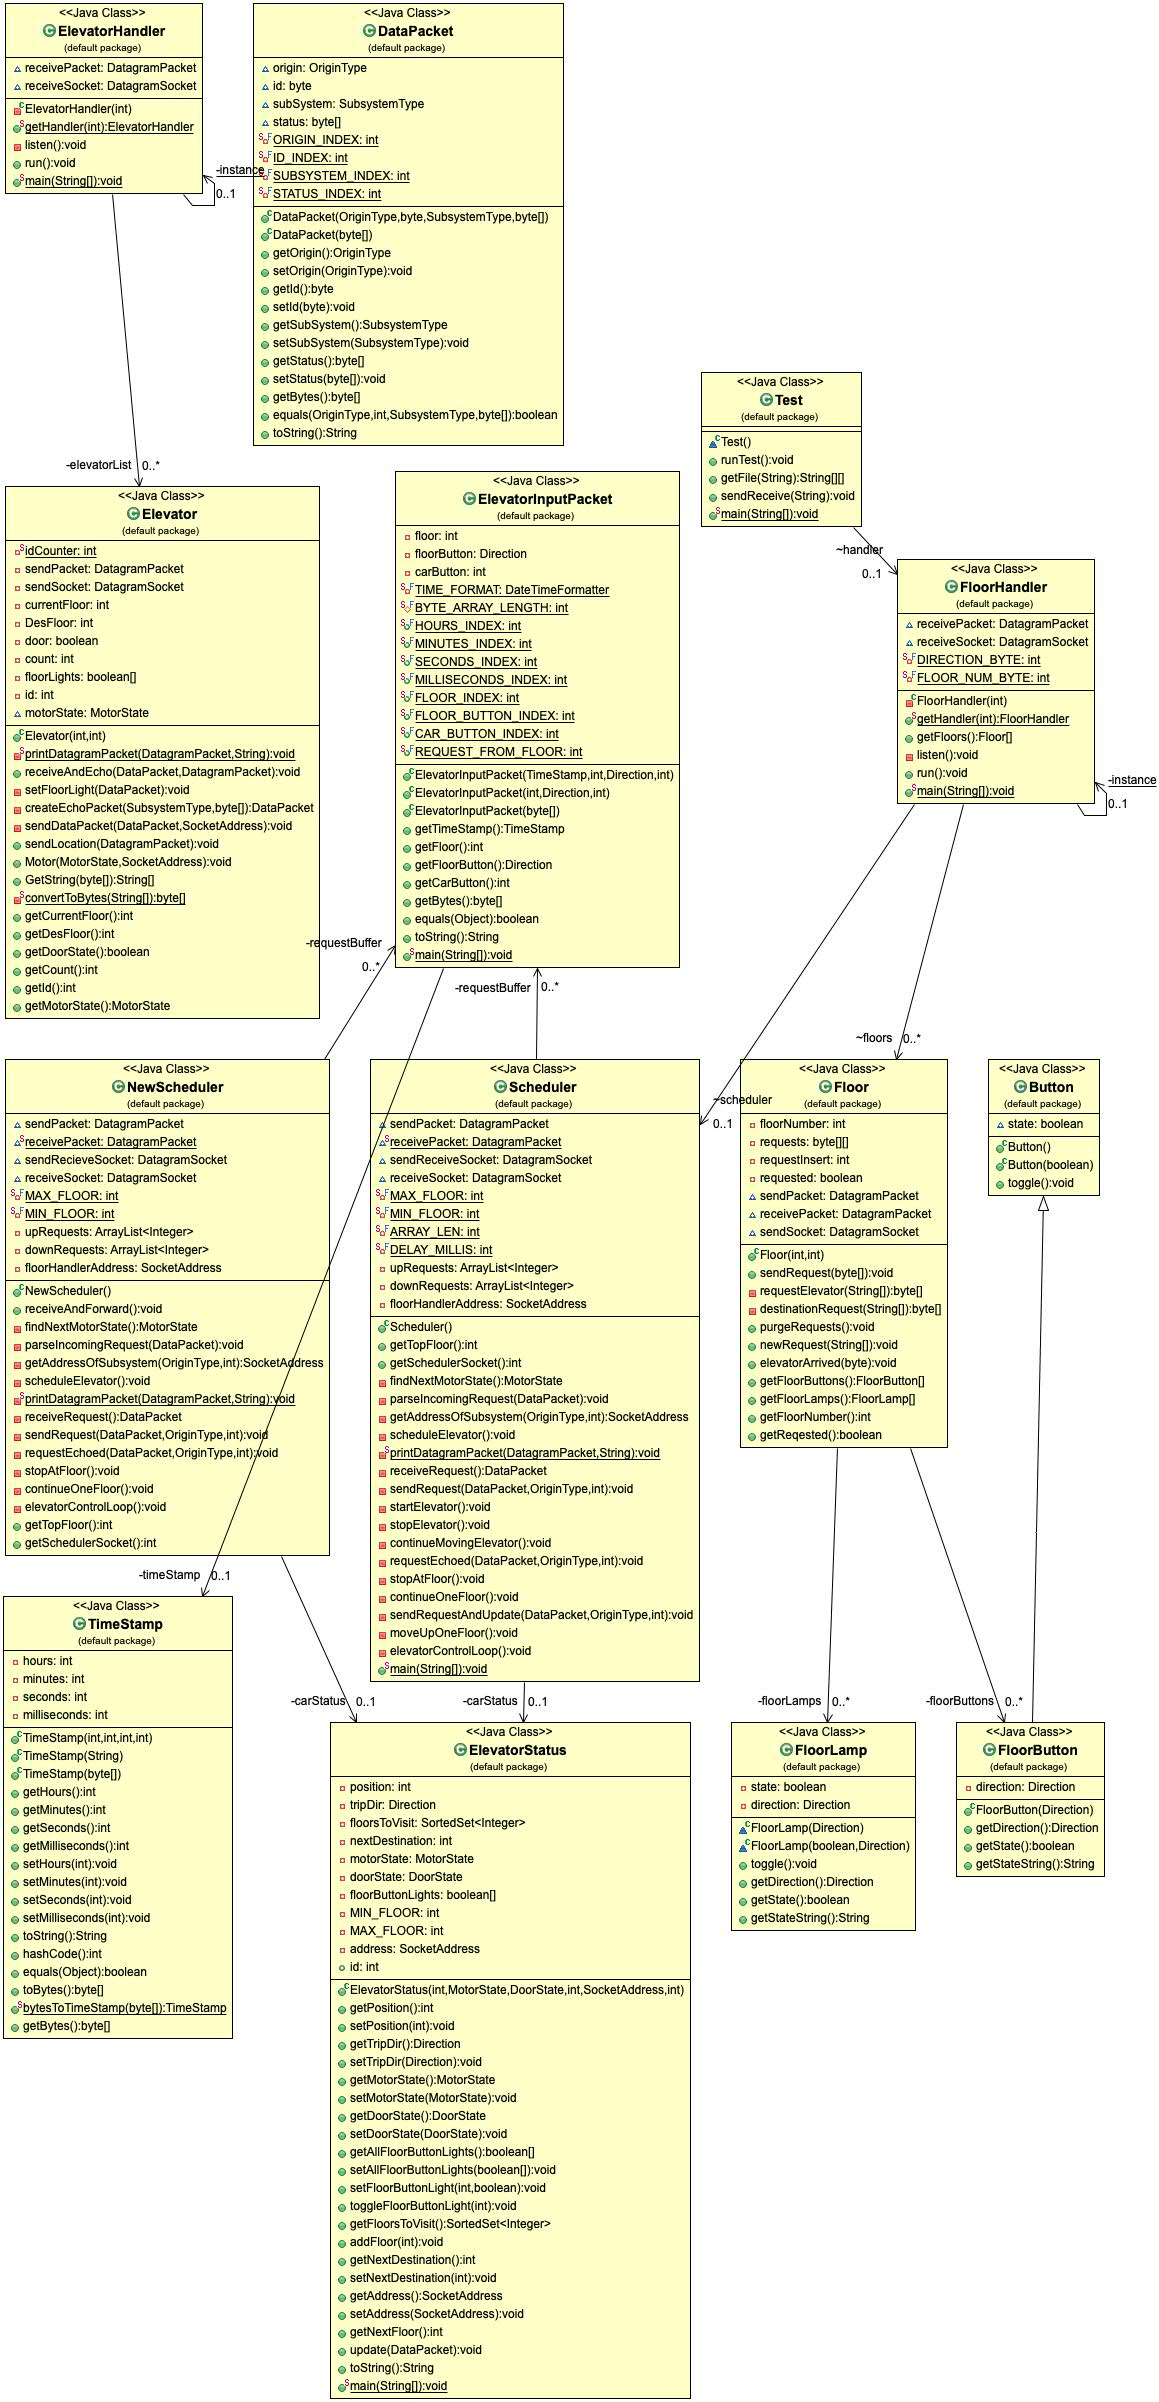 <<Java Class>>
ElevatorHandler
(default package)
receivePacket: DatagramPacket
receiveSocket: DatagramSocket
ElevatorHandler(int)
getHandler(int):ElevatorHandler
listen():void
run():void
main(String[]):void
-instance
0..1
<<Java Class>>
DataPacket
(default package)
origin: OriginType
id: byte
subSystem: SubsystemType
status: byte[]
ORIGIN_INDEX: int
ID_INDEX: int
SUBSYSTEM_INDEX: int
STATUS_INDEX: int
DataPacket(OriginType,byte,SubsystemType,byte[])
DataPacket(byte[])
getOrigin():OriginType
setOrigin(OriginType):void
getId():byte
setId(byte):void
getSubSystem():SubsystemType
setSubSystem(SubsystemType):void
getStatus():byte[]
setStatus(byte[]):void
getBytes():byte[]
equals(OriginType,int,SubsystemType,byte[]):boolean
toString():String
<<Java Class>>
Test
(default package)
Test()
runTest():void
getFile(String):String[][]
sendReceive(String):void
main(String[]):void
~handler
0..1
-elevatorList
0..*
<<Java Class>>
Elevator
(default package)
idCounter: int
sendPacket: DatagramPacket
sendSocket: DatagramSocket
currentFloor: int
DesFloor: int
door: boolean
count: int
floorLights: boolean[]
id: int
motorState: MotorState
Elevator(int,int)
printDatagramPacket(DatagramPacket,String):void
receiveAndEcho(DataPacket,DatagramPacket):void
setFloorLight(DataPacket):void
createEchoPacket(SubsystemType,byte[]):DataPacket
sendDataPacket(DataPacket,SocketAddress):void
sendLocation(DatagramPacket):void
Motor(MotorState,SocketAddress):void
GetString(byte[]):String[]
convertToBytes(String[]):byte[]
getCurrentFloor():int
getDesFloor():int
getDoorState():boolean
getCount():int
getId():int
getMotorState():MotorState
<<Java Class>>
ElevatorInputPacket
(default package)
floor: int
floorButton: Direction
carButton: int
TIME_FORMAT: DateTimeFormatter
BYTE_ARRAY_LENGTH: int
HOURS_INDEX: int
MINUTES_INDEX: int
SECONDS_INDEX: int
MILLISECONDS_INDEX: int
FLOOR_INDEX: int
FLOOR_BUTTON_INDEX: int
CAR_BUTTON_INDEX: int
REQUEST_FROM_FLOOR: int
ElevatorInputPacket(TimeStamp,int,Direction,int)
ElevatorInputPacket(int,Direction,int)
ElevatorInputPacket(byte[])
getTimeStamp():TimeStamp
getFloor():int
getFloorButton():Direction
getCarButton():int
getBytes():byte[]
equals(Object):boolean
toString():String
main(String[]):void
<<Java Class>>
FloorHandler
(default package)
receivePacket: DatagramPacket
receiveSocket: DatagramSocket
DIRECTION_BYTE: int
FLOOR_NUM_BYTE: int
FloorHandler(int)
getHandler(int):FloorHandler
getFloors():Floor[]
listen():void
run():void
main(String[]):void
-instance
0..1
-requestBuffer
0..*
-requestBuffer
0..*
~floors
0..*
~scheduler
0..1
<<Java Class>>
NewScheduler
(default package)
sendPacket: DatagramPacket
receivePacket: DatagramPacket
sendRecieveSocket: DatagramSocket
receiveSocket: DatagramSocket
MAX_FLOOR: int
MIN_FLOOR: int
upRequests: ArrayList<Integer>
downRequests: ArrayList<Integer>
floorHandlerAddress: SocketAddress
NewScheduler()
receiveAndForward():void
findNextMotorState():MotorState
parseIncomingRequest(DataPacket):void
getAddressOfSubsystem(OriginType,int):SocketAddress
scheduleElevator():void
printDatagramPacket(DatagramPacket,String):void
receiveRequest():DataPacket
sendRequest(DataPacket,OriginType,int):void
requestEchoed(DataPacket,OriginType,int):void
stopAtFloor():void
continueOneFloor():void
elevatorControlLoop():void
getTopFloor():int
getSchedulerSocket():int
<<Java Class>>
Scheduler
(default package)
sendPacket: DatagramPacket
receivePacket: DatagramPacket
sendReceiveSocket: DatagramSocket
receiveSocket: DatagramSocket
MAX_FLOOR: int
MIN_FLOOR: int
ARRAY_LEN: int
DELAY_MILLIS: int
upRequests: ArrayList<Integer>
downRequests: ArrayList<Integer>
floorHandlerAddress: SocketAddress
Scheduler()
getTopFloor():int
getSchedulerSocket():int
findNextMotorState():MotorState
parseIncomingRequest(DataPacket):void
getAddressOfSubsystem(OriginType,int):SocketAddress
scheduleElevator():void
printDatagramPacket(DatagramPacket,String):void
receiveRequest():DataPacket
sendRequest(DataPacket,OriginType,int):void
startElevator():void
stopElevator():void
continueMovingElevator():void
requestEchoed(DataPacket,OriginType,int):void
stopAtFloor():void
continueOneFloor():void
sendRequestAndUpdate(DataPacket,OriginType,int):void
moveUpOneFloor():void
elevatorControlLoop():void
main(String[]):void
<<Java Class>>
Floor
(default package)
floorNumber: int
requests: byte[][]
requestInsert: int
requested: boolean
sendPacket: DatagramPacket
receivePacket: DatagramPacket
sendSocket: DatagramSocket
Floor(int,int)
sendRequest(byte[]):void
requestElevator(String[]):byte[]
destinationRequest(String[]):byte[]
purgeRequests():void
newRequest(String[]):void
elevatorArrived(byte):void
getFloorButtons():FloorButton[]
getFloorLamps():FloorLamp[]
getFloorNumber():int
getReqested():boolean
<<Java Class>>
Button
(default package)
state: boolean
Button()
Button(boolean)
toggle():void
-timeStamp
0..1
-carStatus
0..1
-carStatus
0..1
-floorLamps
0..*
-floorButtons
0..*
<<Java Class>>
TimeStamp
(default package)
hours: int
minutes: int
seconds: int
milliseconds: int
TimeStamp(int,int,int,int)
TimeStamp(String)
TimeStamp(byte[])
getHours():int
getMinutes():int
getSeconds():int
getMilliseconds():int
setHours(int):void
setMinutes(int):void
setSeconds(int):void
setMilliseconds(int):void
toString():String
hashCode():int
equals(Object):boolean
toBytes():byte[]
bytesToTimeStamp(byte[]):TimeStamp
getBytes():byte[]
<<Java Class>>
ElevatorStatus
(default package)
position: int
tripDir: Direction
floorsToVisit: SortedSet<Integer>
nextDestination: int
motorState: MotorState
doorState: DoorState
floorButtonLights: boolean[]
MIN_FLOOR: int
MAX_FLOOR: int
address: SocketAddress
id: int
ElevatorStatus(int,MotorState,DoorState,int,SocketAddress,int)
getPosition():int
setPosition(int):void
getTripDir():Direction
setTripDir(Direction):void
getMotorState():MotorState
setMotorState(MotorState):void
getDoorState():DoorState
setDoorState(DoorState):void
getAllFloorButtonLights():boolean[]
setAllFloorButtonLights(boolean[]):void
setFloorButtonLight(int,boolean):void
toggleFloorButtonLight(int):void
getFloorsToVisit():SortedSet<Integer>
addFloor(int):void
getNextDestination():int
setNextDestination(int):void
getAddress():SocketAddress
setAddress(SocketAddress):void
getNextFloor():int
update(DataPacket):void
toString():String
main(String[]):void
<<Java Class>>
FloorLamp
(default package)
state: boolean
direction: Direction
FloorLamp(Direction)
FloorLamp(boolean,Direction)
toggle():void
getDirection():Direction
getState():boolean
getStateString():String
<<Java Class>>
FloorButton
(default package)
direction: Direction
FloorButton(Direction)
getDirection():Direction
getState():boolean
getStateString():String